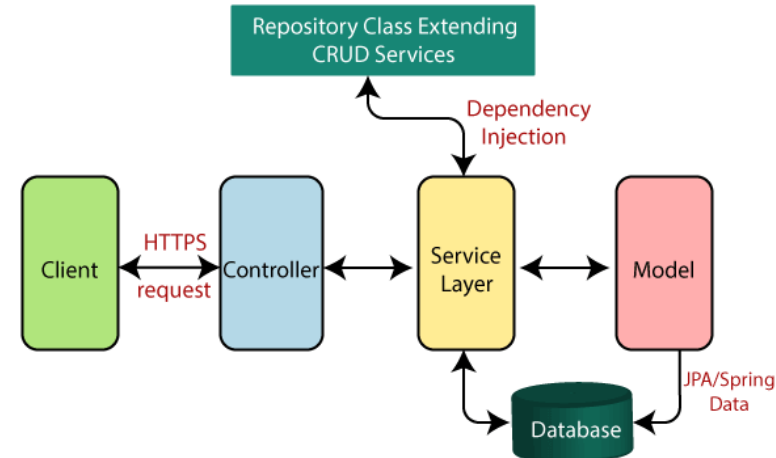 Repository Class Extending
CRUD Services
Dependency
Injection
Client
HTTPS
request
Controller
Service
Layer
Model
JPA/Spring
Data
Database